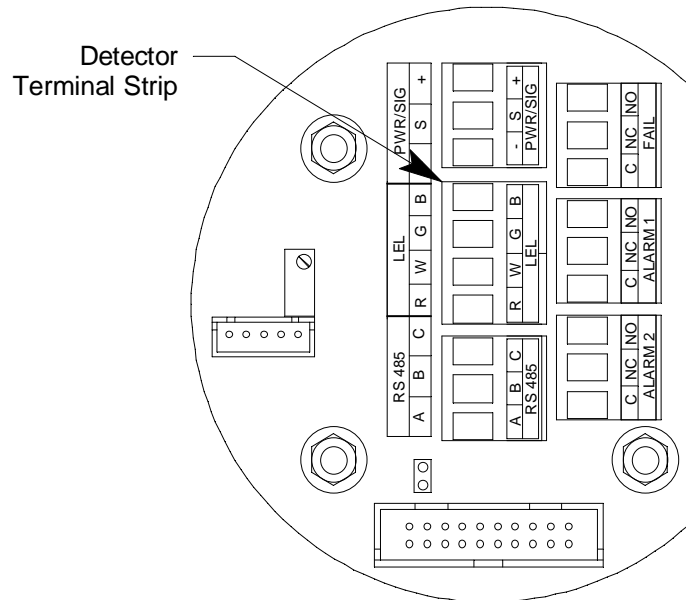 Detector
Terminal Strip
PWR/SIG
S +
LEL
R W G B
RS 485
A B C
- S +
PWR/SIG
R W G B
LEL
A B C
RS 485
C NC NO
FAIL
C NC NO
ALARM 1
C NC NO
ALARM 2